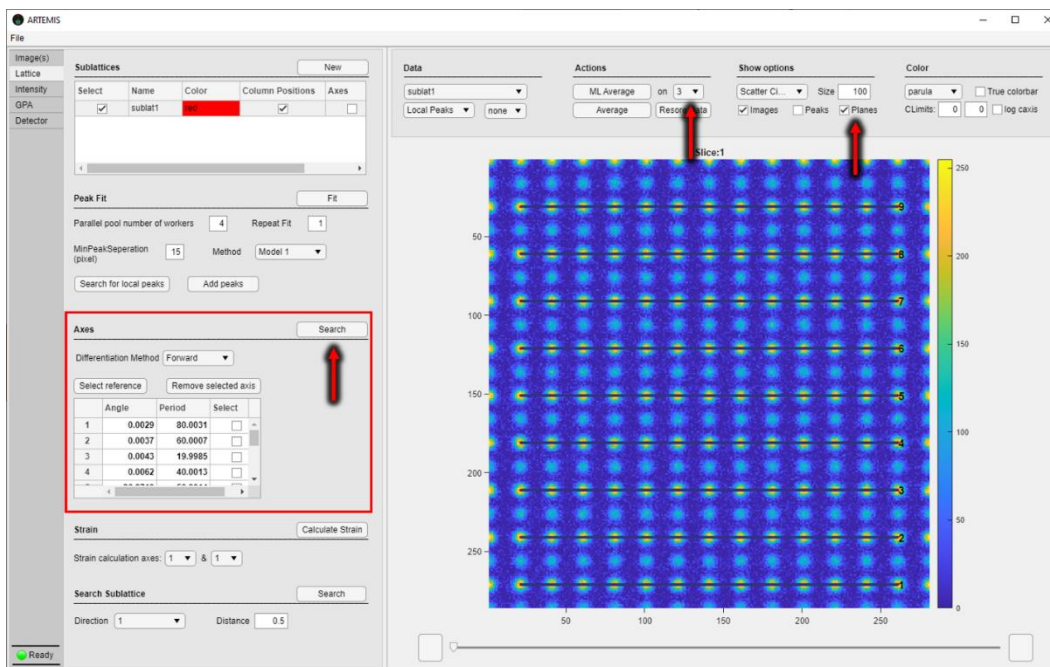 ARTEMIS
File
Image(s)
Lattice
Intensity
GPA
Detector
Sublattices New
Select Name Color Column Positions Axes
sublat1 red
Peak Fit Fit
Parallel pool number of workers 4 Repeat Fit 1
MinPeakSeperation
(pixel) 15 Method Model 1
Search for local peaks Add peaks
Axes Search
Differentiation Method Forward
Select reference Remove selected axis
Angle Period Select
1 0.0029 80.0031
2 0.0037 60.0007
3 0.0043 19.9985
4 0.0062 40.0013
Strain Calculate Strain
Strain calculation axes: 1 & 1
Search Sublattice Search
Direction 1 Distance 0.5
Ready
Data
sublat1
Local Peaks none
Actions
ML Average on 3
Average
Show options
Scatter Ci... Size 100
Images Peaks Planes
Color
parula True colorbar
CLimits: 0 0 log caxis
Slice:1
9
8
7
6
5
4
3
2
1
50
100
150
200
250
50 100 150 200 250
250
200
150
100
50
0